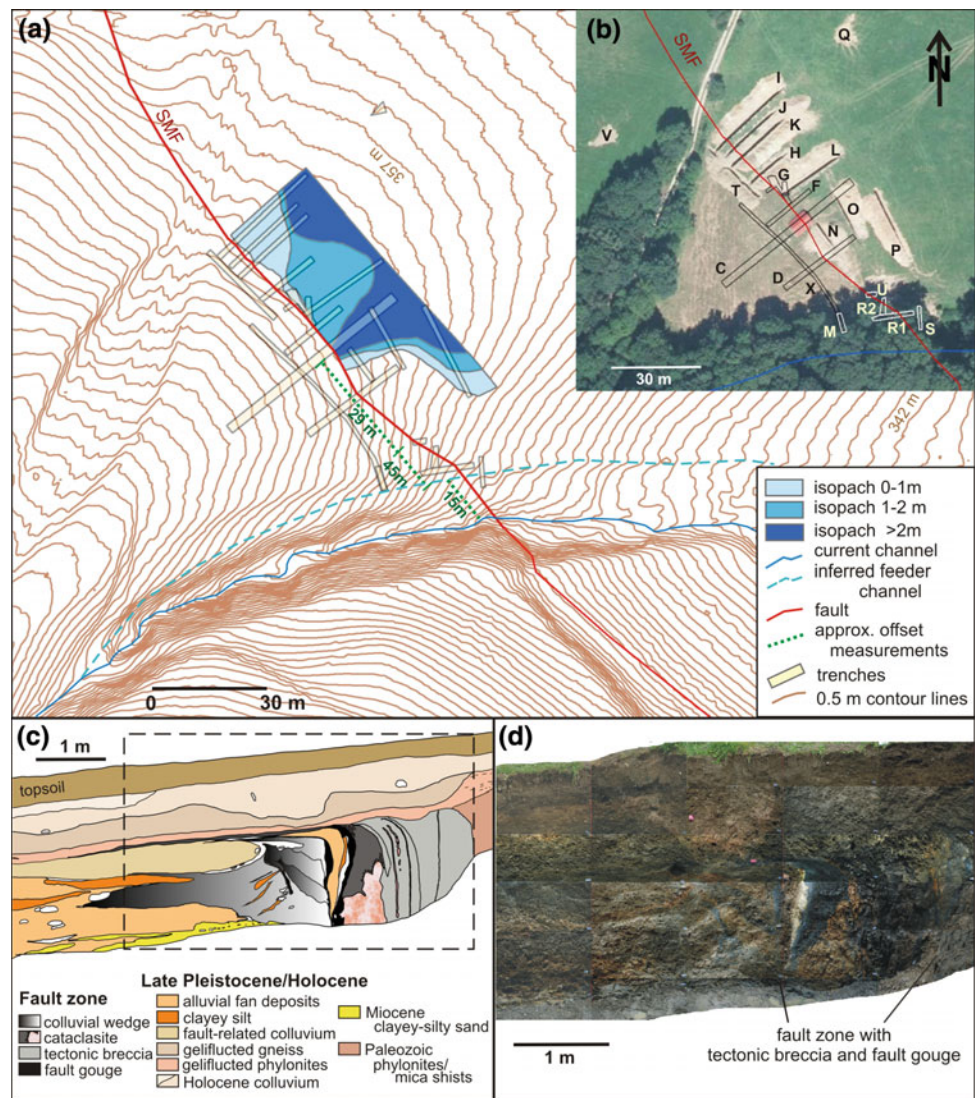 (a)
SMF
357 m
29 m
45m
15m
342 m
0 30 m
(b)
SMF
Q
N
I
J
V
K
H
L
G
T
F
O
N
P
C
D
X
U
R2
M
R1
S
30 m
isopach 0-1m
isopach 1-2 m
isopach >2m
current channel
inferred feeder
channel
fault
approx. offset
measurements
trenches
0.5 m contour lines
(c)
1 m
topsoil
Fault zone
colluvial wedge
cataclasite
tectonic breccia
fault gouge
Late Pleistocene/Holocene
alluvial fan deposits
clayey silt
fault-related colluvium
geliflucted gneiss
geliflucted phylonites
Holocene colluvium
Miocene
clayey-silty sand
Paleozoic
phylonites/
mica shists
(d)
1 m
fault zone with
tectonic breccia and fault gouge